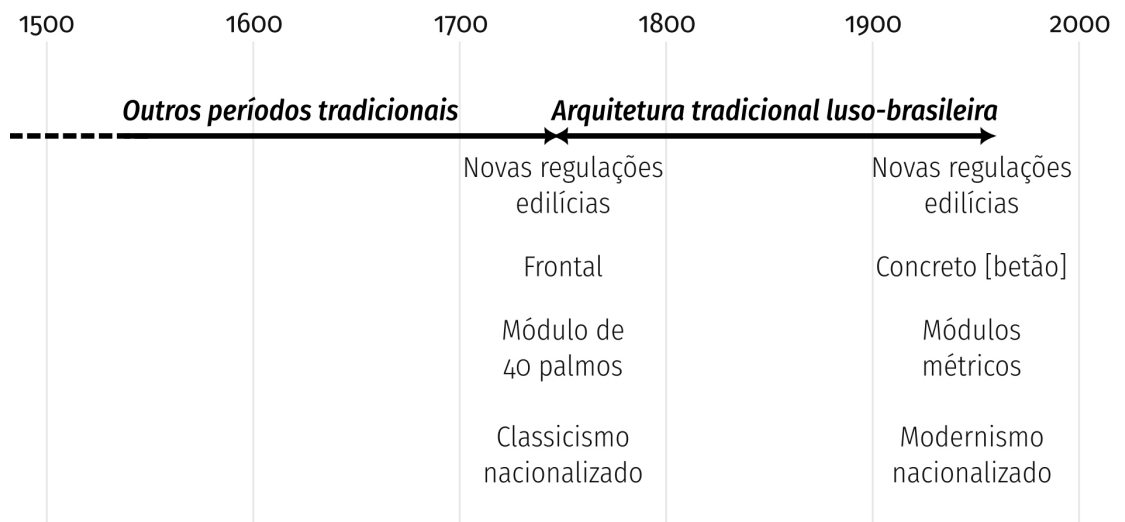 1500 1600 1700 1800 1900 2000
Outros períodos tradicionais Arquitetura tradicional luso-brasileira
Novas regulações
edilícias
Frontal
Módulo de
40 palmos
Classicismo
nacionalizado
Novas regulações
edilícias
Concreto [betão]
Módulos
métricos
Modernismo
nacionalizado